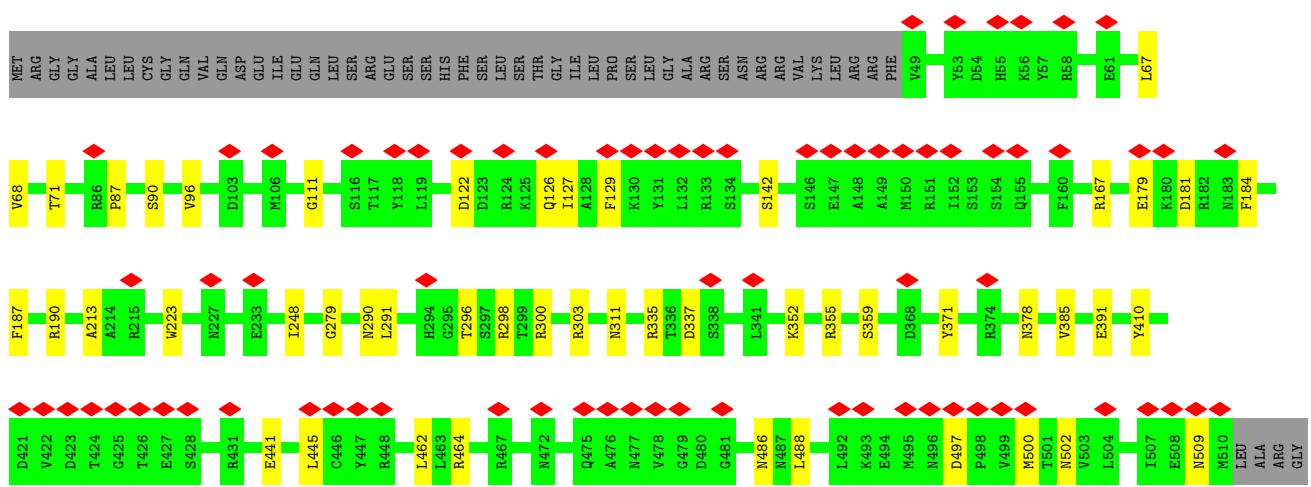 MET ARG GLY GLY ALA LEU LEU CYS GLY GLN VAL GLN ASP GLU ILE GLU GLN LEU SER ARG GLU SER SER HIS PHE SER LEU SER THR GLY ILE LEU PRO SER LEU GLY ALA ARG SER ASN ARG ARG VAL LYS LEU ARG ARG PHE V49 Y53 D54 H55 K56 Y57 R58 E61 L67
V68 T71 R86 P87 S90 V96 D103 M106 G111 S116 T117 Y118 L119 D122 D123 R124 K125 Q126 I127 A128 F129 K130 Y131 L132 R133 S134 S142 S146 E147 A148 A149 M150 R151 I152 S153 S154 Q155 F160 R167 E179 K180 D181 R182 N183 F184
F187 R190 A213 A214 R215 W223 N227 E233 I248 G279 N290 L291 H294 G295 T296 S297 R298 T299 R300 R303 N311 R335 T336 D337 S338 L341 K352 R355 S359 D368 Y371 R374 N378 V385 E391 Y410
D421 V422 D423 T424 G425 T426 E427 S428 R431 E441 L445 C446 Y447 R448 L462 L463 R464 R467 N472 Q475 A476 N477 V478 G479 D480 G481 N486 N487 L488 L492 K493 E494 M495 N496 D497 P498 V499 M500 T501 N502 V503 L504 I507 E508 N509 M510 LEU ALA ARG GLY